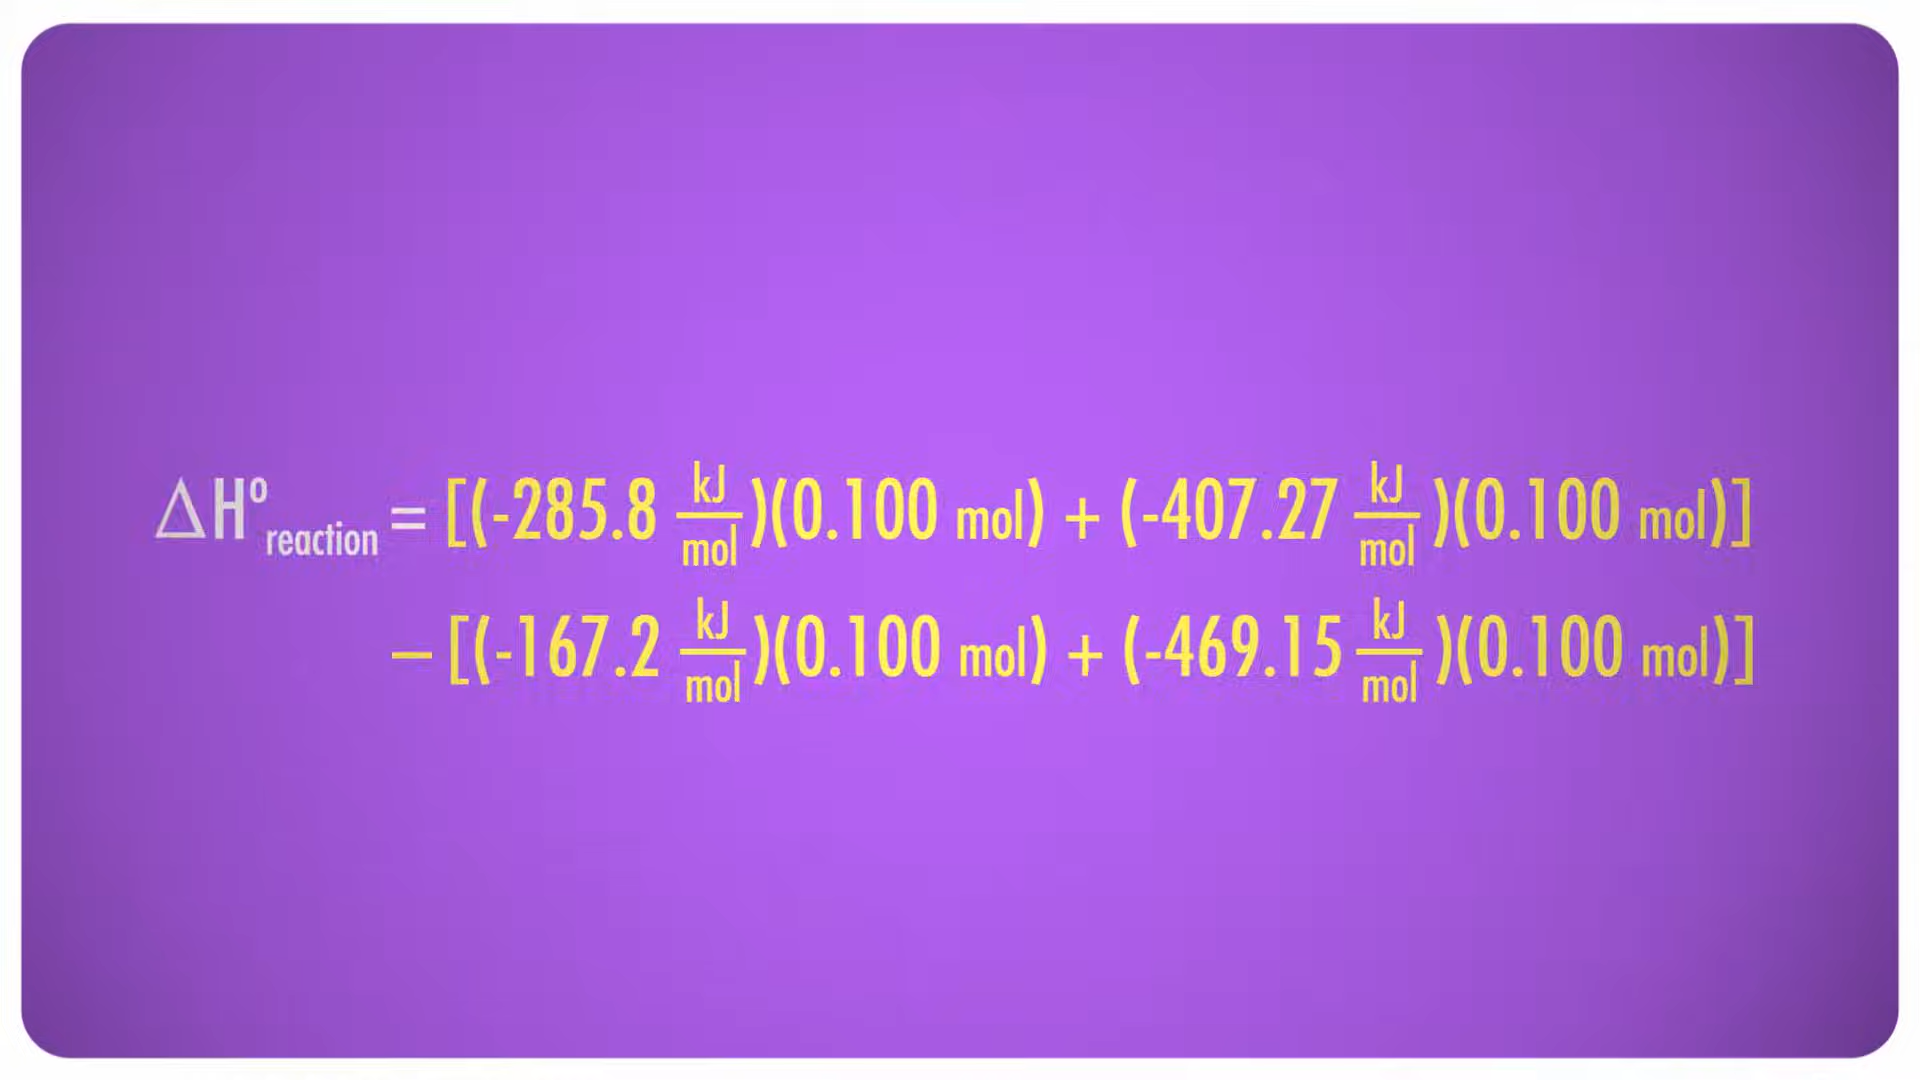 ΔH°reaction = [(-285.8 kJ/mol)(0.100 mol) + (-407.27 kJ/mol)(0.100 mol)]
– [(-167.2 kJ/mol)(0.100 mol) + (-469.15 kJ/mol)(0.100 mol)]